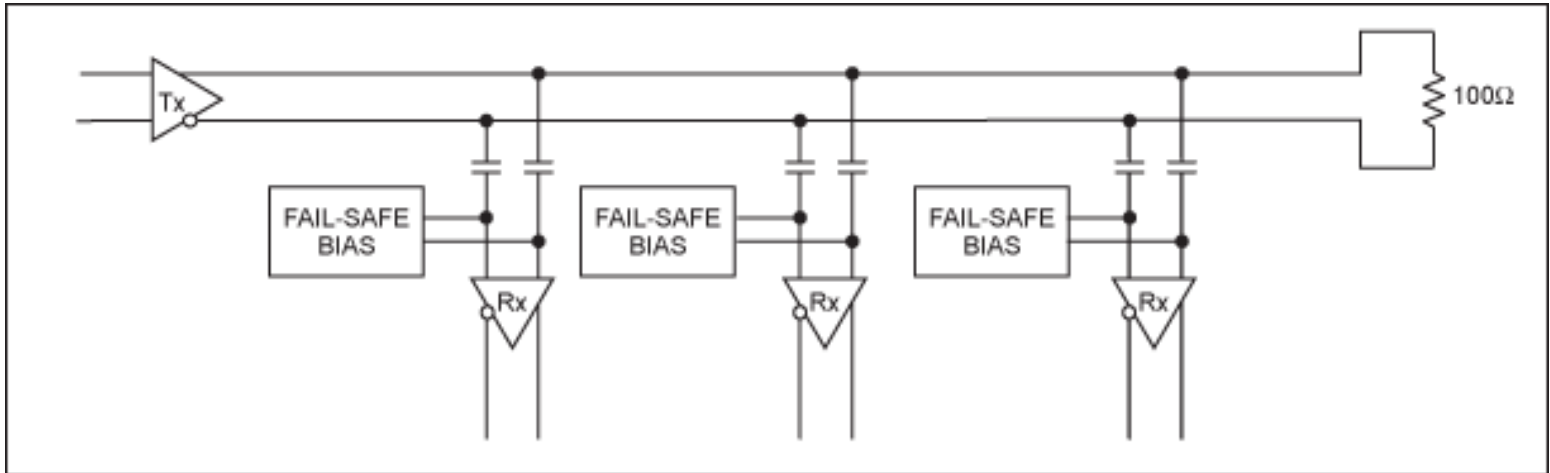 Tx
100Ω
FAIL-SAFE
BIAS
FAIL-SAFE
BIAS
FAIL-SAFE
BIAS
Rx
Rx
Rx